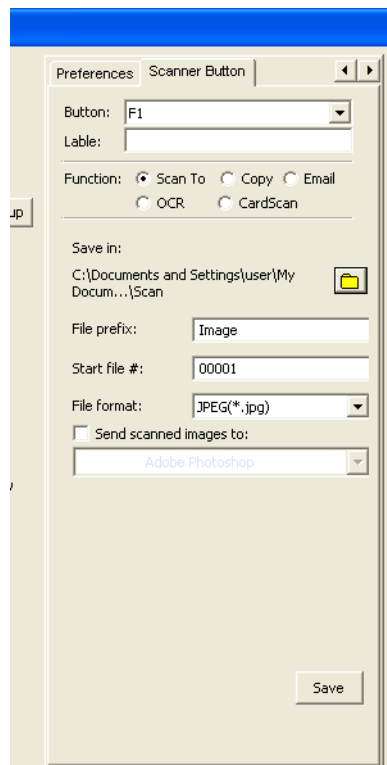 Preferences Scanner Button
Button: F1
Lable:
Function: Scan To Copy Email
up
OCR CardScan
Save in:
C:\Documents and Settings\user\My
Docum...\Scan
File prefix: Image
Start file #: 00001
File format: JPEG(*.jpg)
Send scanned images to:
Adobe Photoshop
Save